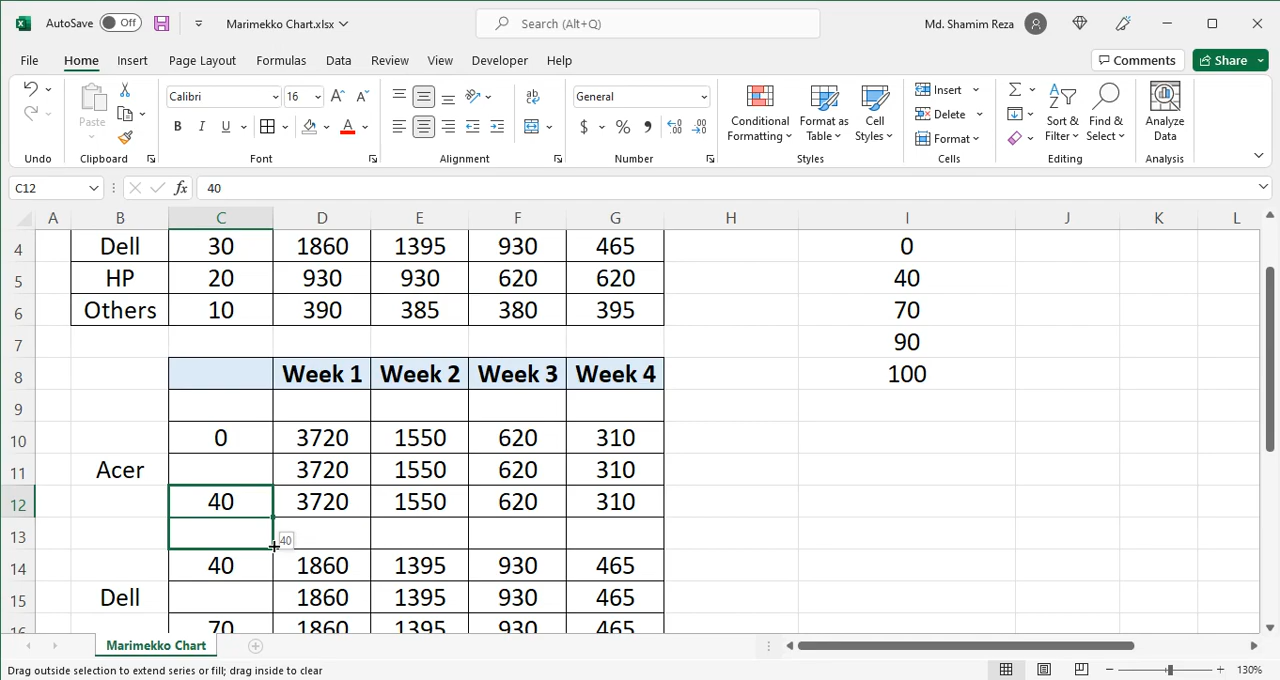 AutoSave Off Marimekko Chart.xlsx Search (Alt+Q) Md. Shamim Reza
File Home Insert Page Layout Formulas Data Review View Developer Help Comments Share
Paste Calibri 16 General Conditional Formatting Format as Table Cell Styles Insert Delete Format Sort & Filter Find & Select Analyze Data
Undo Clipboard Font Alignment Number Styles Cells Editing Analysis
C12 fx 40
A B C D E F G H I J K L
4 Dell 30 1860 1395 930 465 0
5 HP 20 930 930 620 620 40
6 Others 10 390 385 380 395 70
7 90
8 Week 1 Week 2 Week 3 Week 4 100
9
10 0 3720 1550 620 310
11 Acer 3720 1550 620 310
12 40 3720 1550 620 310
13 40
14 40 1860 1395 930 465
15 Dell 1860 1395 930 465
16 70 1860 1395 930 465
Marimekko Chart
Drag outside selection to extend series or fill; drag inside to clear 130%